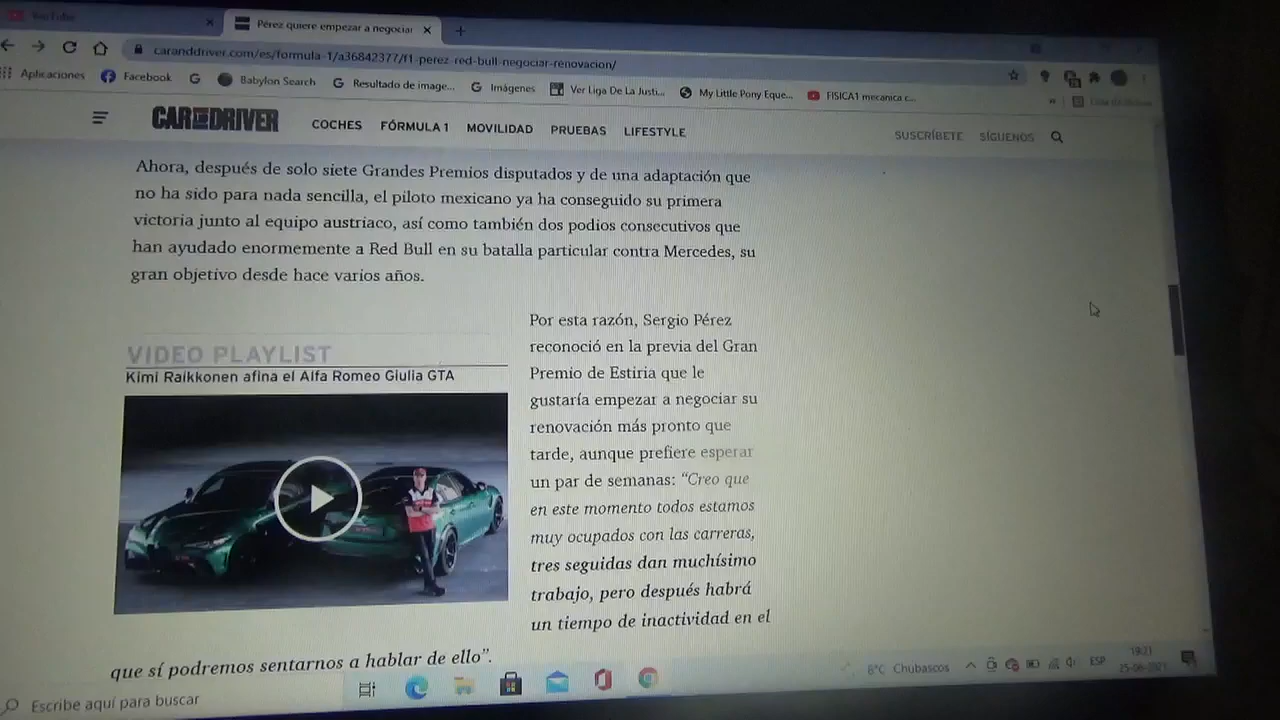 YouTube
Pérez quiere empezar a negociar
caranddriver.com/es/formula-1/a36842377/f1-perez-red-bull-negociar-renovacion/
Aplicaciones Facebook Babylon Search Resultado de image... Imágenes Ver Liga De La Justi... My Little Pony Eque... FISICA1 mecanica c...
CAR AND DRIVER COCHES FÓRMULA 1 MOVILIDAD PRUEBAS LIFESTYLE SUSCRÍBETE SÍGUENOS
Ahora, después de solo siete Grandes Premios disputados y de una adaptación que
no ha sido para nada sencilla, el piloto mexicano ya ha conseguido su primera
victoria junto al equipo austriaco, así como también dos podios consecutivos que
han ayudado enormemente a Red Bull en su batalla particular contra Mercedes, su
gran objetivo desde hace varios años.
VIDEO PLAYLIST
Kimi Raikkonen afina el Alfa Romeo Giulia GTA
Por esta razón, Sergio Pérez
reconoció en la previa del Gran
Premio de Estiria que le
gustaría empezar a negociar su
renovación más pronto que
tarde, aunque prefiere esperar
un par de semanas: “Creo que
en este momento todos estamos
muy ocupados con las carreras,
tres seguidas dan muchísimo
trabajo, pero después habrá
un tiempo de inactividad en el
que sí podremos sentarnos a hablar de ello”.
Escribe aquí para buscar
8°C Chubascos ESP 19:21
25-06-2021